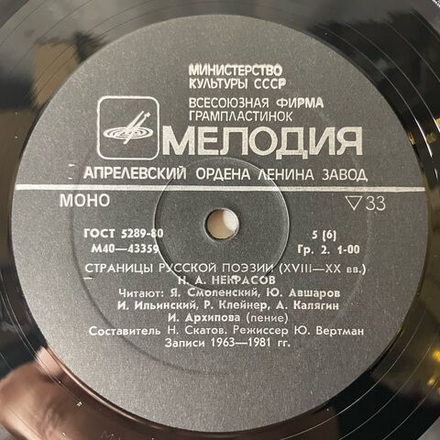 МИНИСТЕРСТВО
КУЛЬТУРЫ СССР
ВСЕСОЮЗНАЯ ФИРМА
ГРАМПЛАСТИНОК
МЕЛОДИЯ
АПРЕЛЕВСКИЙ ОРДЕНА ЛЕНИНА ЗАВОД
МОНО ▽33
ГОСТ 5289-80 5 [6]
М40—43359 Гр. 2. 1-00
СТРАНИЦЫ РУССКОЙ ПОЭЗИИ (XVIII—XX вв.)
Н. А. НЕКРАСОВ
Читают: Я. Смоленский, Ю. Авшаров
И. Ильинский, Р. Клейнер, А. Калягин
И. Архипова (пение)
Составитель Н. Скатов. Режиссер Ю. Вертман
Записи 1963—1981 гг.